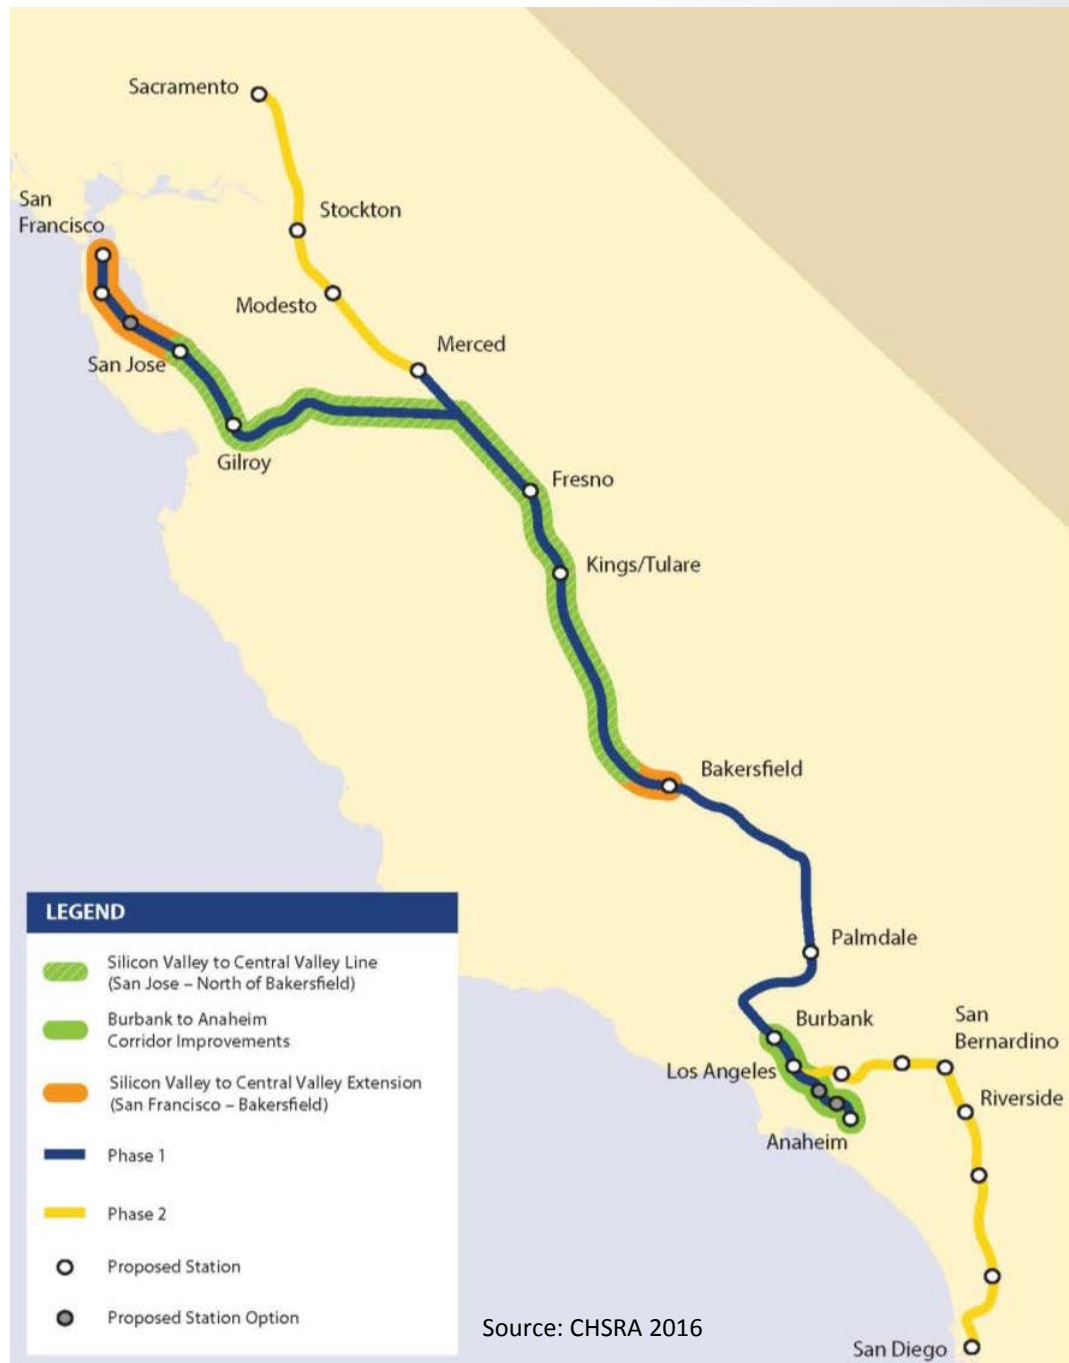 Sacramento
San
Francisco
Stockton
Modesto
Merced
San Jose
Gilroy
Fresno
Kings/Tulare
Bakersfield
Palmdale
Burbank
San
Bernardino
Los Angeles
Riverside
Anaheim
San Diego
LEGEND
Silicon Valley to Central Valley Line
(San Jose – North of Bakersfield)
Burbank to Anaheim
Corridor Improvements
Silicon Valley to Central Valley Extension
(San Francisco – Bakersfield)
Phase 1
Phase 2
Proposed Station
Proposed Station Option
Source: CHSRA 2016